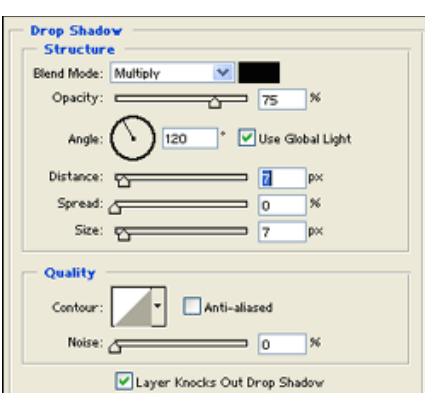 Drop Shadow
Structure
Blend Mode: Multiply
Opacity: 75 %
Angle: 120 ° Use Global Light
Distance: 7 px
Spread: 0 %
Size: 7 px
Quality
Contour: Anti-aliased
Noise: 0 %
Layer Knocks Out Drop Shadow